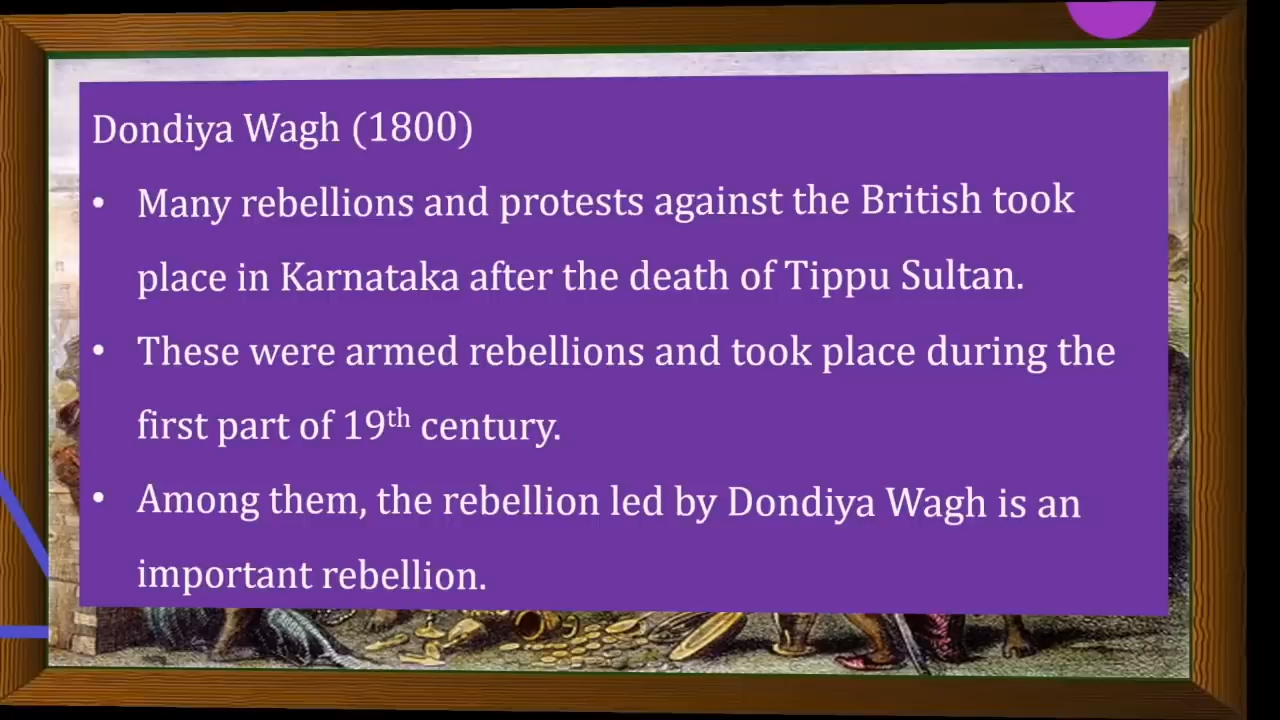 Dondiya Wagh (1800)
• Many rebellions and protests against the British took
place in Karnataka after the death of Tippu Sultan.
• These were armed rebellions and took place during the
first part of 19th century.
• Among them, the rebellion led by Dondiya Wagh is an
important rebellion.